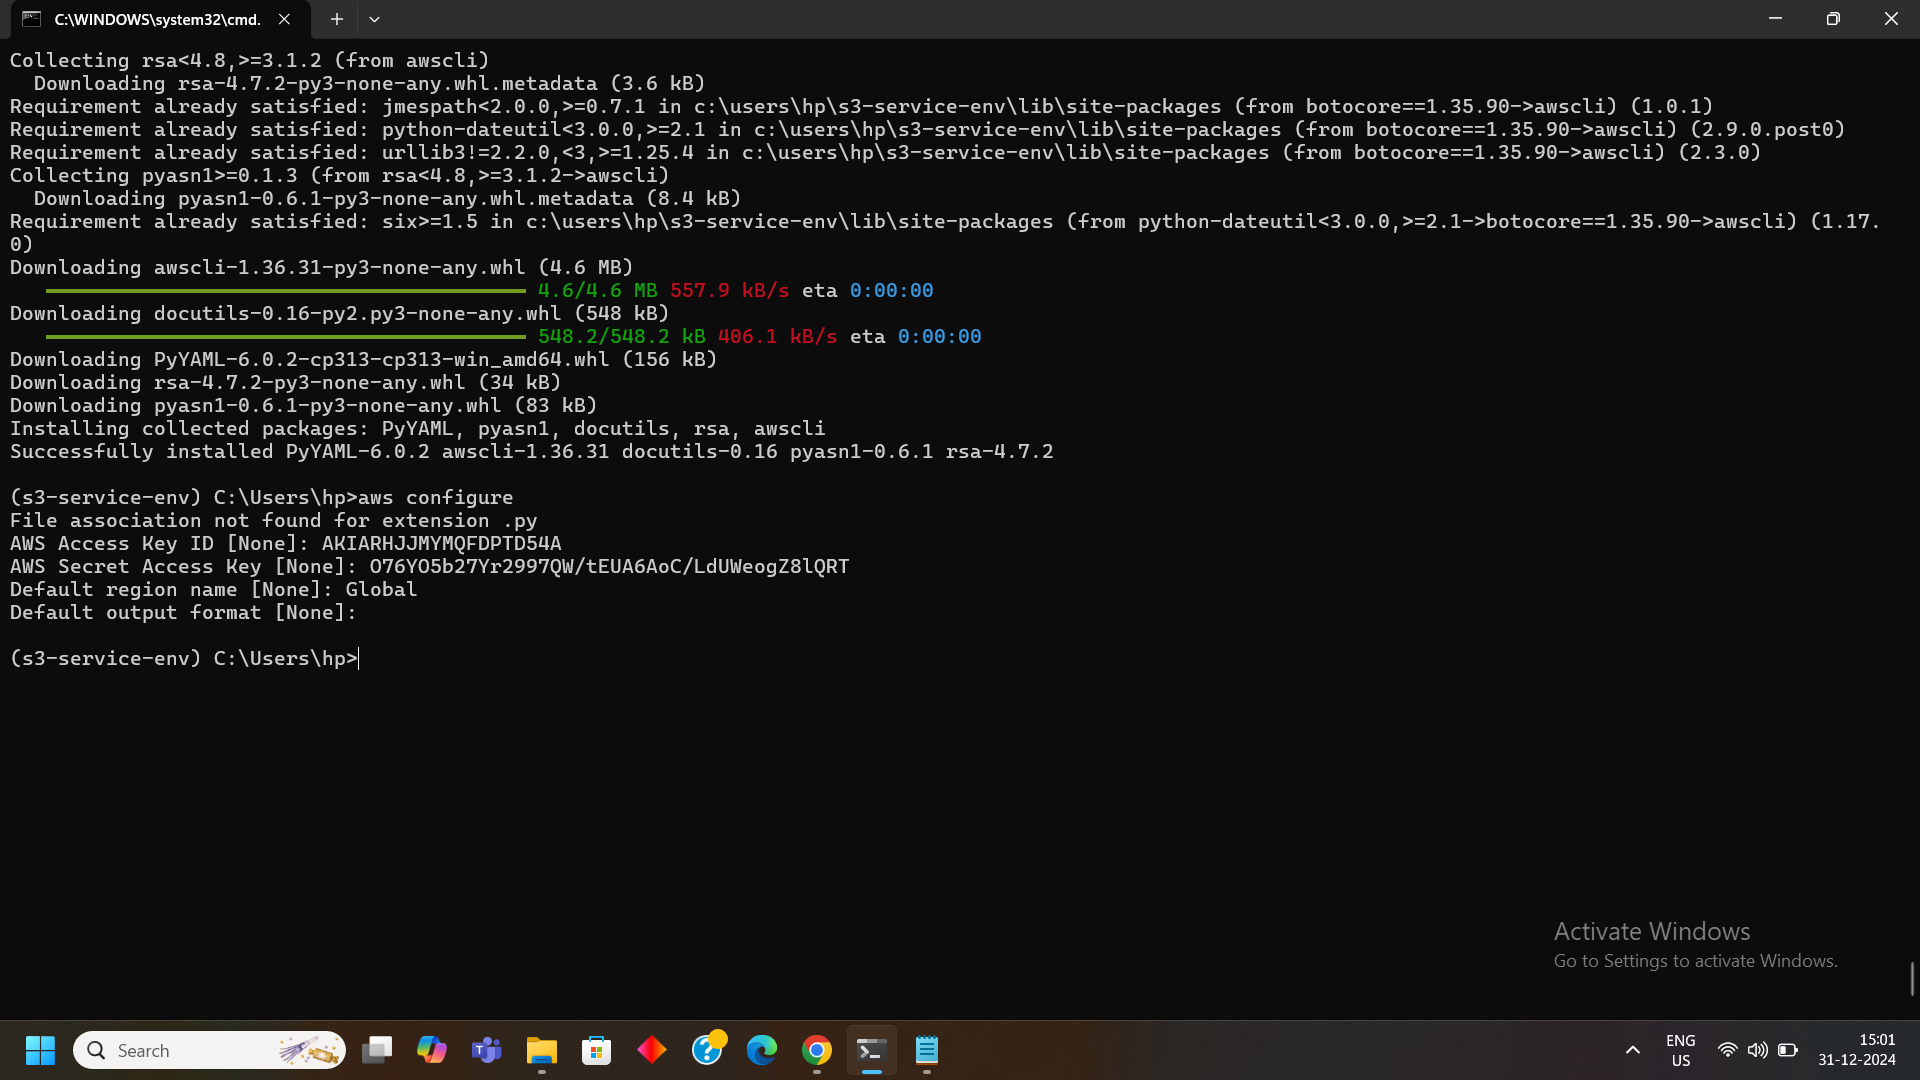 C:\WINDOWS\system32\cmd.
Collecting rsa<4.8,>=3.1.2 (from awscli)
  Downloading rsa-4.7.2-py3-none-any.whl.metadata (3.6 kB)
Requirement already satisfied: jmespath<2.0.0,>=0.7.1 in c:\users\hp\s3-service-env\lib\site-packages (from botocore==1.35.90->awscli) (1.0.1)
Requirement already satisfied: python-dateutil<3.0.0,>=2.1 in c:\users\hp\s3-service-env\lib\site-packages (from botocore==1.35.90->awscli) (2.9.0.post0)
Requirement already satisfied: urllib3!=2.2.0,<3,>=1.25.4 in c:\users\hp\s3-service-env\lib\site-packages (from botocore==1.35.90->awscli) (2.3.0)
Collecting pyasn1>=0.1.3 (from rsa<4.8,>=3.1.2->awscli)
  Downloading pyasn1-0.6.1-py3-none-any.whl.metadata (8.4 kB)
Requirement already satisfied: six>=1.5 in c:\users\hp\s3-service-env\lib\site-packages (from python-dateutil<3.0.0,>=2.1->botocore==1.35.90->awscli) (1.17.
0)
Downloading awscli-1.36.31-py3-none-any.whl (4.6 MB)
4.6/4.6 MB 557.9 kB/s eta 0:00:00
Downloading docutils-0.16-py2.py3-none-any.whl (548 kB)
548.2/548.2 kB 406.1 kB/s eta 0:00:00
Downloading PyYAML-6.0.2-cp313-cp313-win_amd64.whl (156 kB)
Downloading rsa-4.7.2-py3-none-any.whl (34 kB)
Downloading pyasn1-0.6.1-py3-none-any.whl (83 kB)
Installing collected packages: PyYAML, pyasn1, docutils, rsa, awscli
Successfully installed PyYAML-6.0.2 awscli-1.36.31 docutils-0.16 pyasn1-0.6.1 rsa-4.7.2
(s3-service-env) C:\Users\hp>aws configure
File association not found for extension .py
AWS Access Key ID [None]: AKIARHJJMYMQFDPTD54A
AWS Secret Access Key [None]: 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
Default region name [None]: Global
Default output format [None]:
(s3-service-env) C:\Users\hp>
Activate Windows
Go to Settings to activate Windows.
Search
ENG
US
15:01
31-12-2024